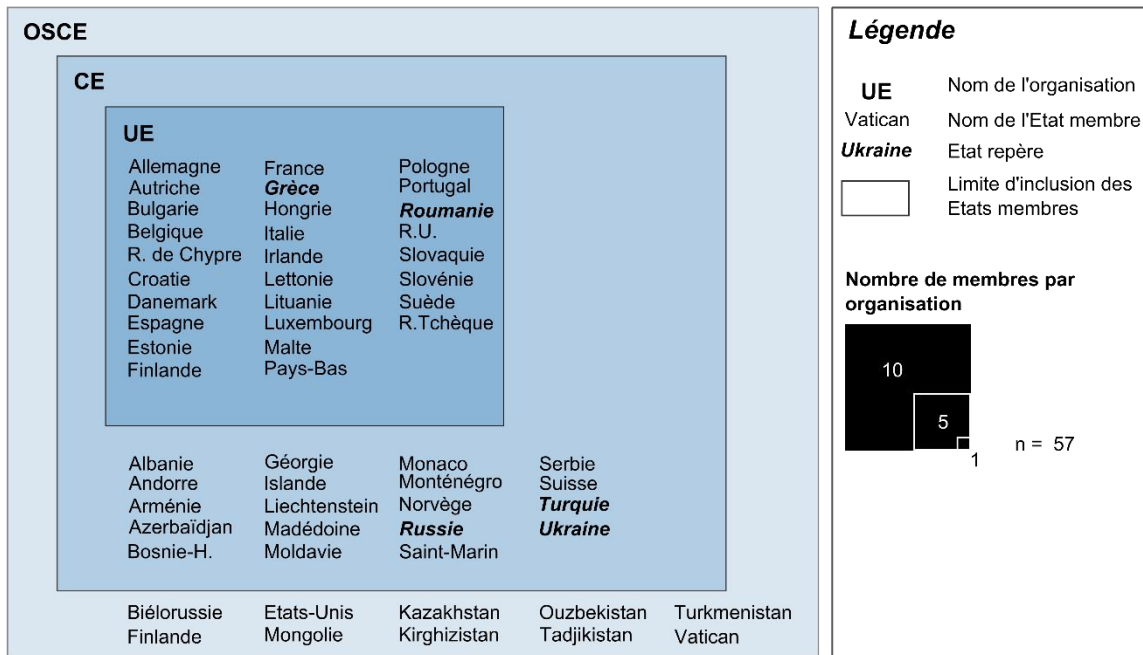 OSCE
CE
UE
Allemagne France Pologne
Autriche Grèce Portugal
Bulgarie Hongrie Roumanie
Belgique Italie R.U.
R. de Chypre Irlande Slovaquie
Croatie Lettonie Slovénie
Danemark Lituanie Suède
Espagne Luxembourg R.Tchèque
Estonie Malte
Finlande Pays-Bas
Albanie Géorgie Monaco Serbie
Andorre Islande Monténégro Suisse
Arménie Liechtenstein Norvège Turquie
Azerbaïdjan Madédoine Russie Ukraine
Bosnie-H. Moldavie Saint-Marin
Biélorussie Etats-Unis Kazakhstan Ouzbekistan Turkmenistan
Finlande Mongolie Kirghizistan Tadjikistan Vatican
Légende
UE Nom de l'organisation
Vatican Nom de l'Etat membre
Ukraine Etat repère
Limite d'inclusion des
Etats membres
Nombre de membres par
organisation
10
5
1
n = 57